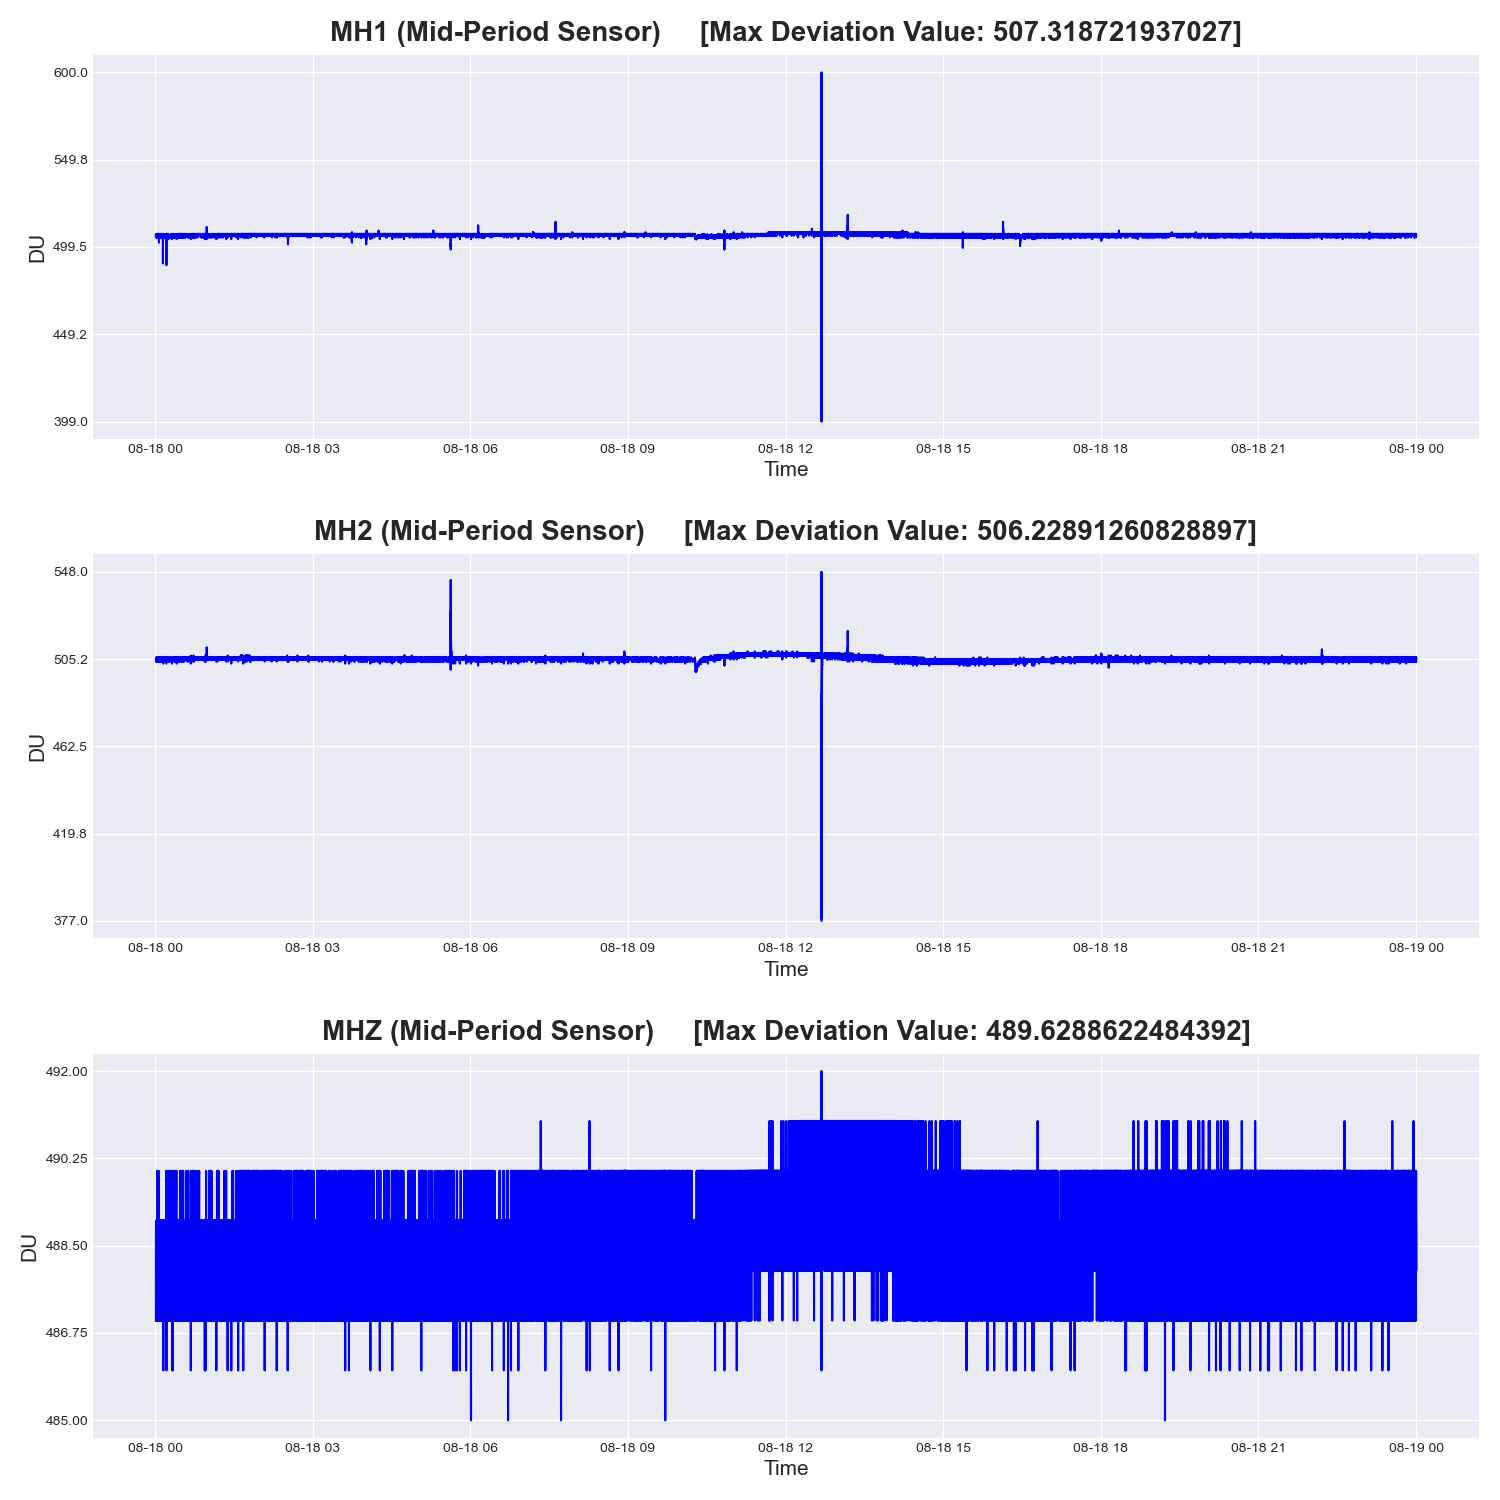 MH1 (Mid-Period Sensor)     [Max Deviation Value: 507.318721937027]
600.0
549.8
499.5
449.2
399.0
DU
08-18 00 08-18 03 08-18 06 08-18 09 08-18 12 08-18 15 08-18 18 08-18 21 08-19 00
Time
MH2 (Mid-Period Sensor)     [Max Deviation Value: 506.22891260828897]
548.0
505.2
462.5
419.8
377.0
DU
08-18 00 08-18 03 08-18 06 08-18 09 08-18 12 08-18 15 08-18 18 08-18 21 08-19 00
Time
MHZ (Mid-Period Sensor)     [Max Deviation Value: 489.6288622484392]
492.00
490.25
488.50
486.75
485.00
DU
08-18 00 08-18 03 08-18 06 08-18 09 08-18 12 08-18 15 08-18 18 08-18 21 08-19 00
Time